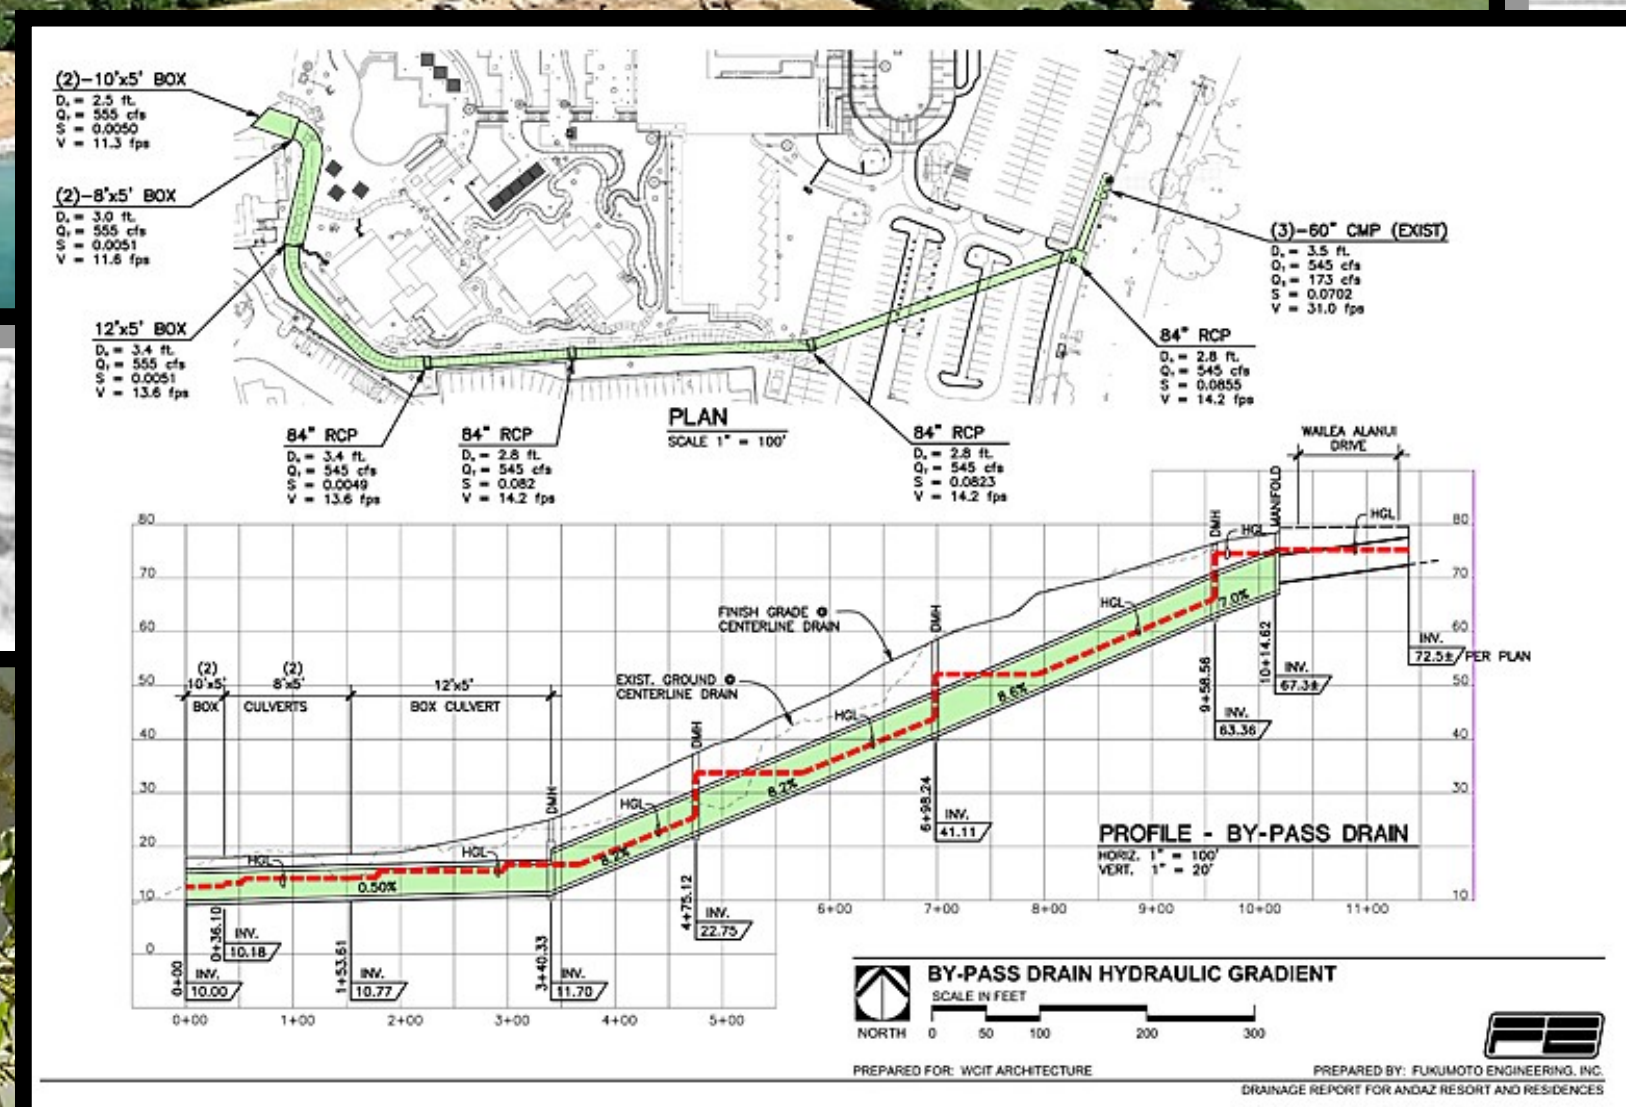 (2)-10'x5' BOX
Dₙ = 2.5 ft.
Qₜ = 555 cfs
S = 0.0050
V = 11.3 fps
(2)-8'x5' BOX
Dₙ = 3.0 ft.
Qₜ = 555 cfs
S = 0.0051
V = 11.6 fps
12'x5' BOX
Dₙ = 3.4 ft.
Qₜ = 555 cfs
S = 0.0051
V = 13.6 fps
84" RCP
Dₙ = 3.4 ft.
Qₜ = 545 cfs
S = 0.0049
V = 13.6 fps
84" RCP
Dₙ = 2.8 ft.
Qₜ = 545 cfs
S = 0.082
V = 14.2 fps
PLAN
SCALE 1" = 100'
84" RCP
Dₙ = 2.8 ft.
Qₜ = 545 cfs
S = 0.0823
V = 14.2 fps
84" RCP
Dₙ = 2.8 ft.
Qₜ = 545 cfs
S = 0.0855
V = 14.2 fps
(3)-60" CMP (EXIST)
Dₙ = 3.5 ft.
Qₜ = 545 cfs
= 173 cfs
S = 0.0702
V = 31.0 fps
WAILEA ALANUI
DRIVE
MANIFOLD
DMH
HGL
HGL
80
70
60
50
40
30
20
10
0
80
70
60
50
40
30
10
(2)
10'x5'
BOX
(2)
8'x5'
CULVERTS
12'x5'
BOX CULVERT
FINISH GRADE @
CENTERLINE DRAIN
EXIST. GROUND @
CENTERLINE DRAIN
DMH
DMH
DMH
HGL
HGL
HGL
HGL
HGL
0.50%
8.2%
8.2%
8.6%
7.0%
0+00
INV.
10.00
0+36.10
INV.
10.18
1+53.61
INV.
10.77
3+40.33
INV.
11.70
4+75.12
INV.
22.75
6+98.24
INV.
41.11
9+58.56
INV.
63.36
10+14.62
INV.
67.3±
INV.
72.5± PER PLAN
0+00
1+00
2+00
3+00
4+00
5+00
6+00
7+00
8+00
9+00
10+00
11+00
PROFILE - BY-PASS DRAIN
HORIZ. 1" = 100'
VERT. 1" = 20'
BY-PASS DRAIN HYDRAULIC GRADIENT
SCALE IN FEET
NORTH
0 50 100 200 300
FE
PREPARED FOR: WCIT ARCHITECTURE
PREPARED BY: FUKUMOTO ENGINEERING, INC.
DRAINAGE REPORT FOR ANDAZ RESORT AND RESIDENCES